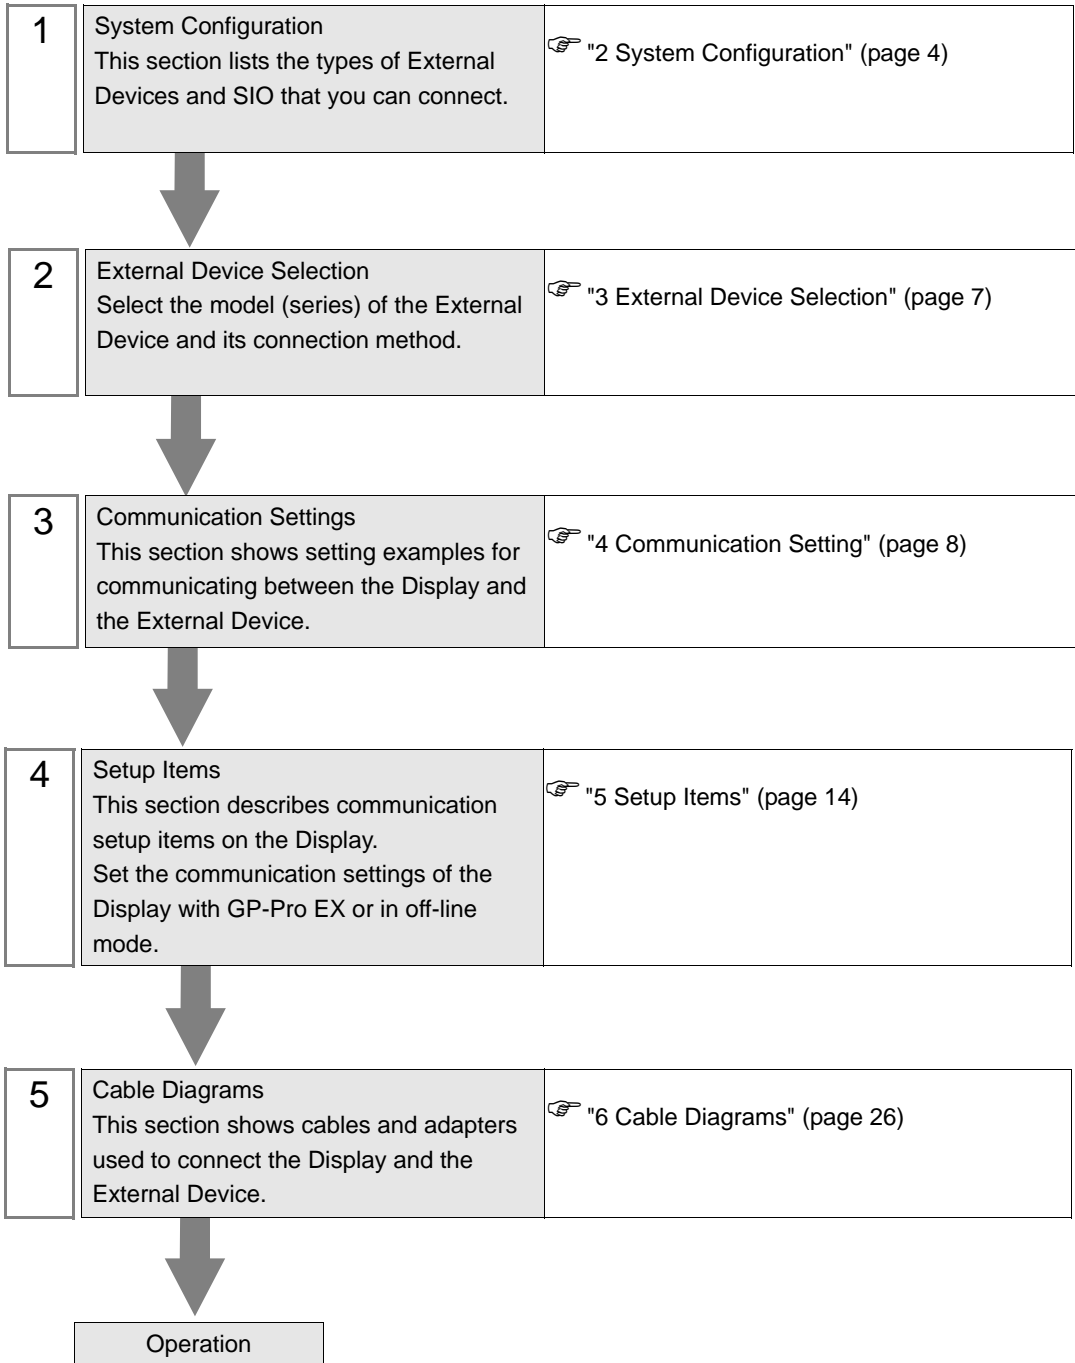 1
System Configuration
This section lists the types of External
Devices and SIO that you can connect.
"2 System Configuration" (page 4)
2
External Device Selection
Select the model (series) of the External
Device and its connection method.
"3 External Device Selection" (page 7)
3
Communication Settings
This section shows setting examples for
communicating between the Display and
the External Device.
"4 Communication Setting" (page 8)
4
Setup Items
This section describes communication
setup items on the Display.
Set the communication settings of the
Display with GP-Pro EX or in off-line
mode.
"5 Setup Items" (page 14)
5
Cable Diagrams
This section shows cables and adapters
used to connect the Display and the
External Device.
"6 Cable Diagrams" (page 26)
Operation